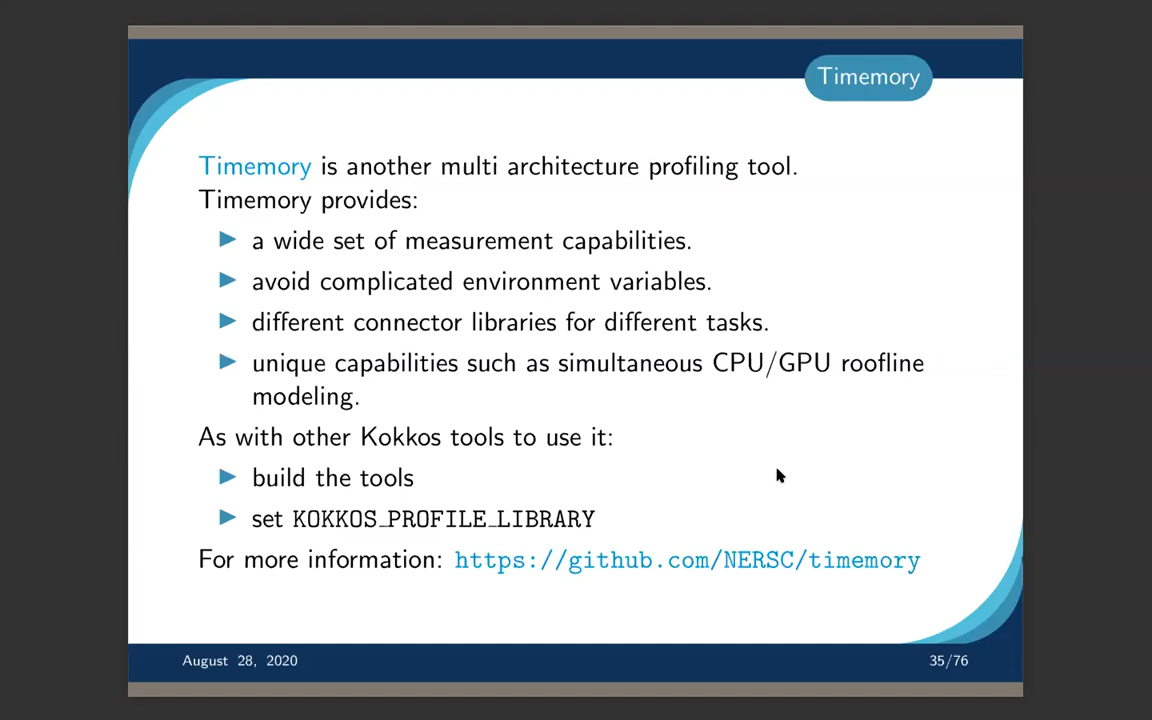 Timemory
Timemory is another multi architecture profiling tool.
Timemory provides:
▶ a wide set of measurement capabilities.
▶ avoid complicated environment variables.
▶ different connector libraries for different tasks.
▶ unique capabilities such as simultaneous CPU/GPU roofline
modeling.
As with other Kokkos tools to use it:
▶ build the tools
▶ set KOKKOS_PROFILE_LIBRARY
For more information: https://github.com/NERSC/timemory
August 28, 2020
35/76